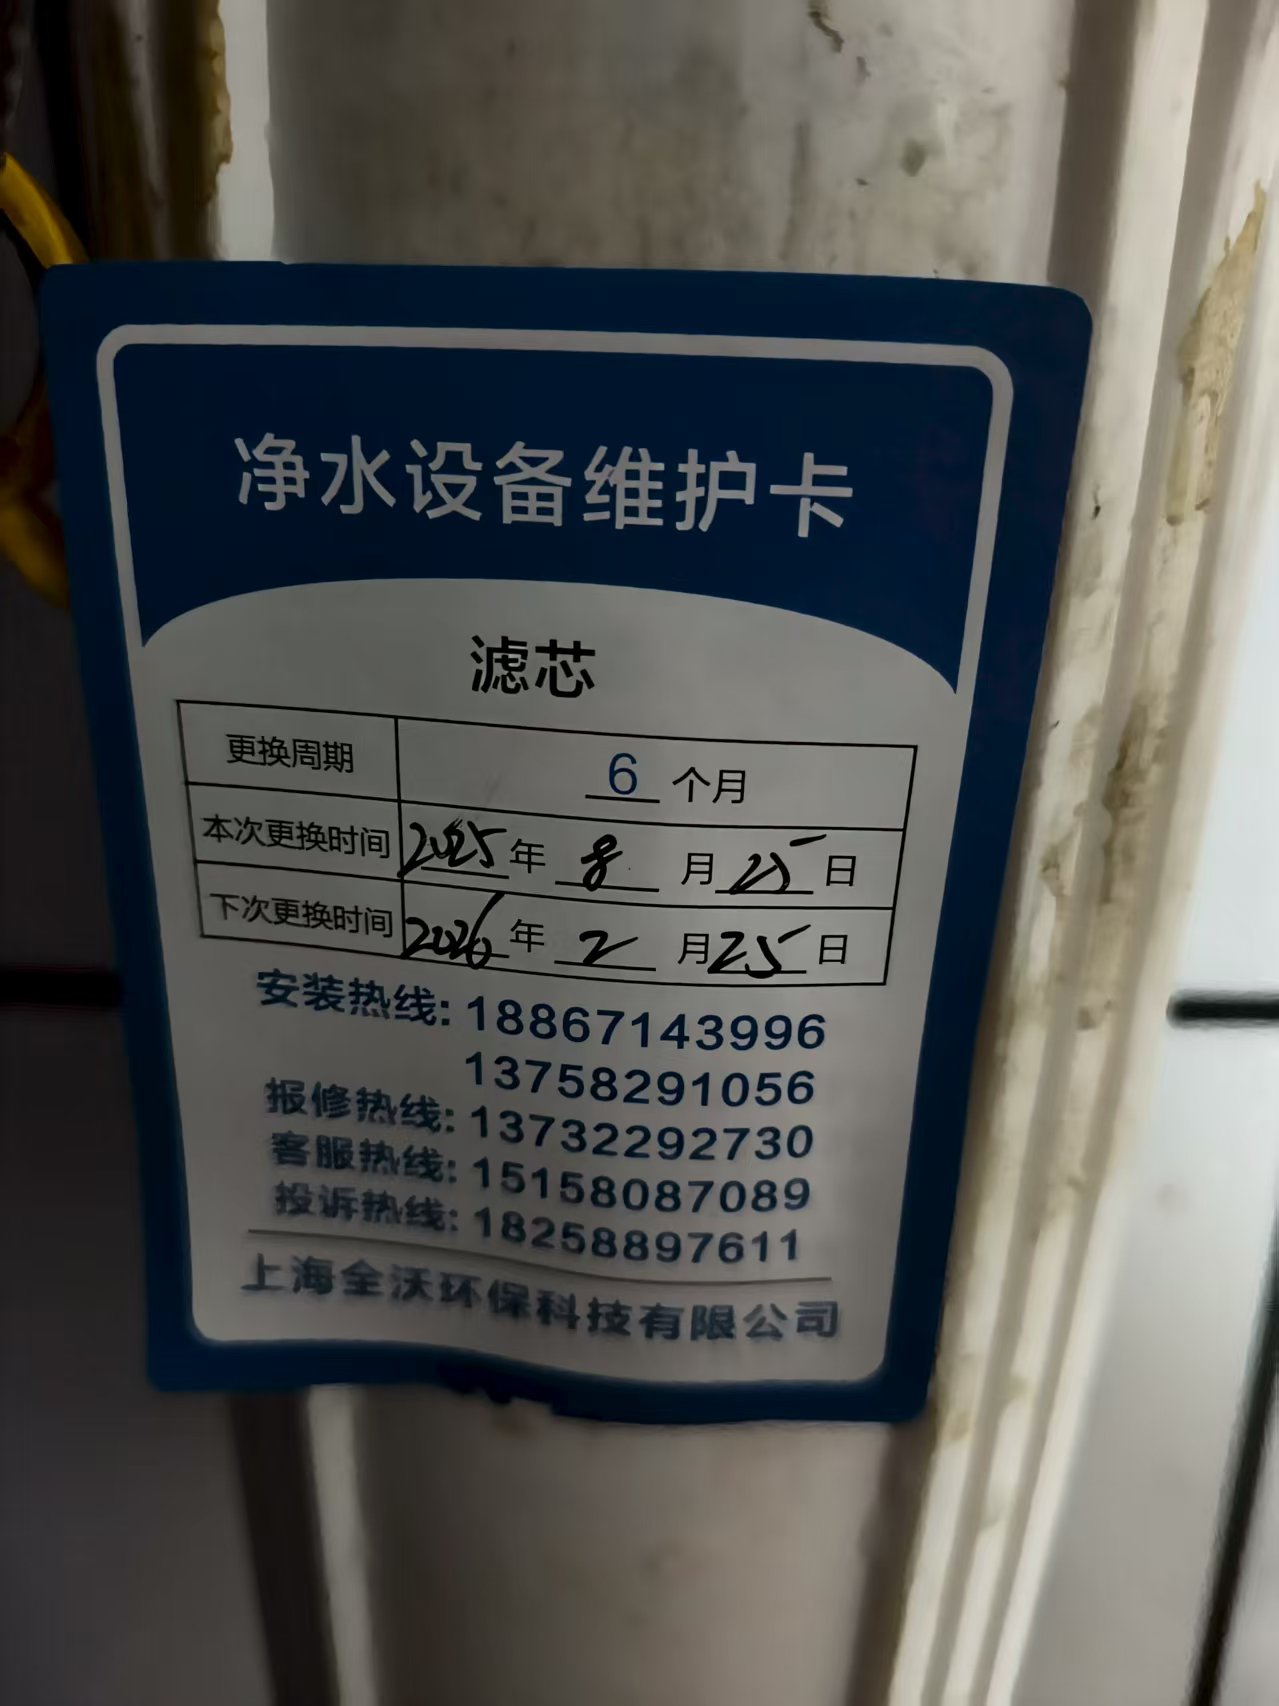 净水设备维护卡
滤芯
更换周期 6 个月
本次更换时间 2025 年 8 月 25 日
下次更换时间 2026 年 2 月 25 日
安装热线: 18867143996
13758291056
报修热线: 13732292730
客服热线: 15158087089
投诉热线: 18258897611
上海全沃环保科技有限公司